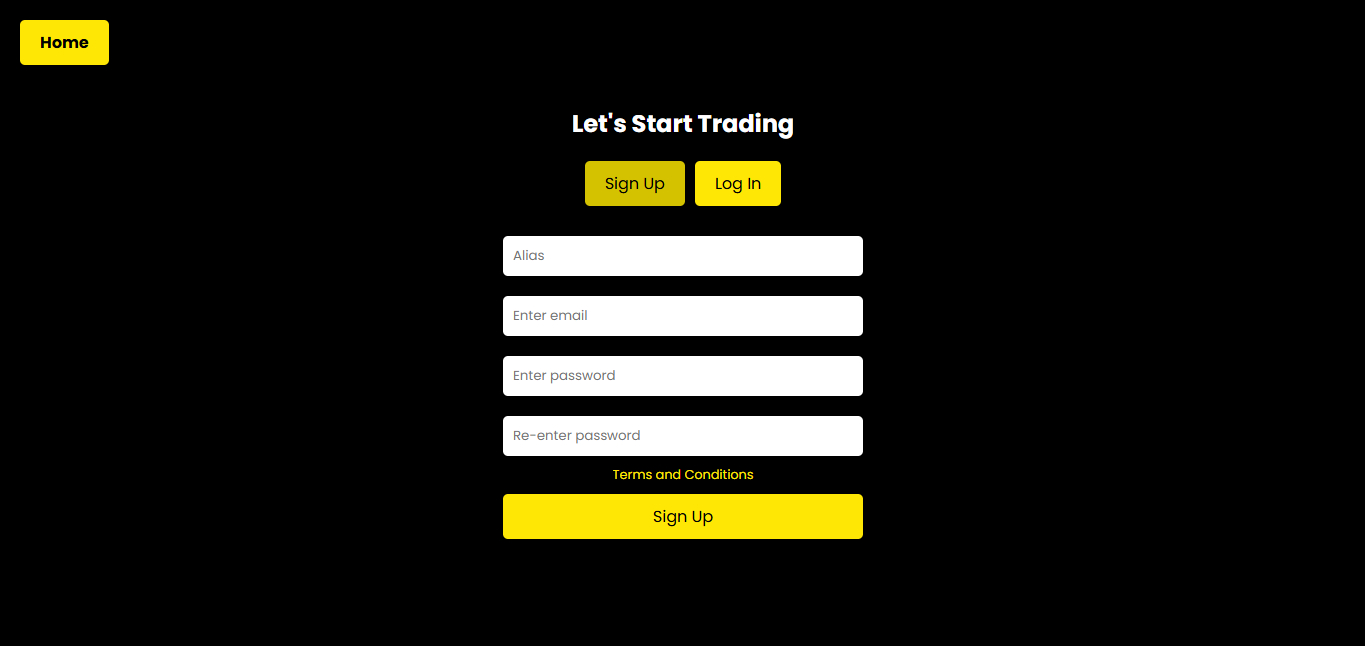 Home
Let's Start Trading
Sign Up Log In
Alias
Enter email
Enter password
Re-enter password
Terms and Conditions
Sign Up